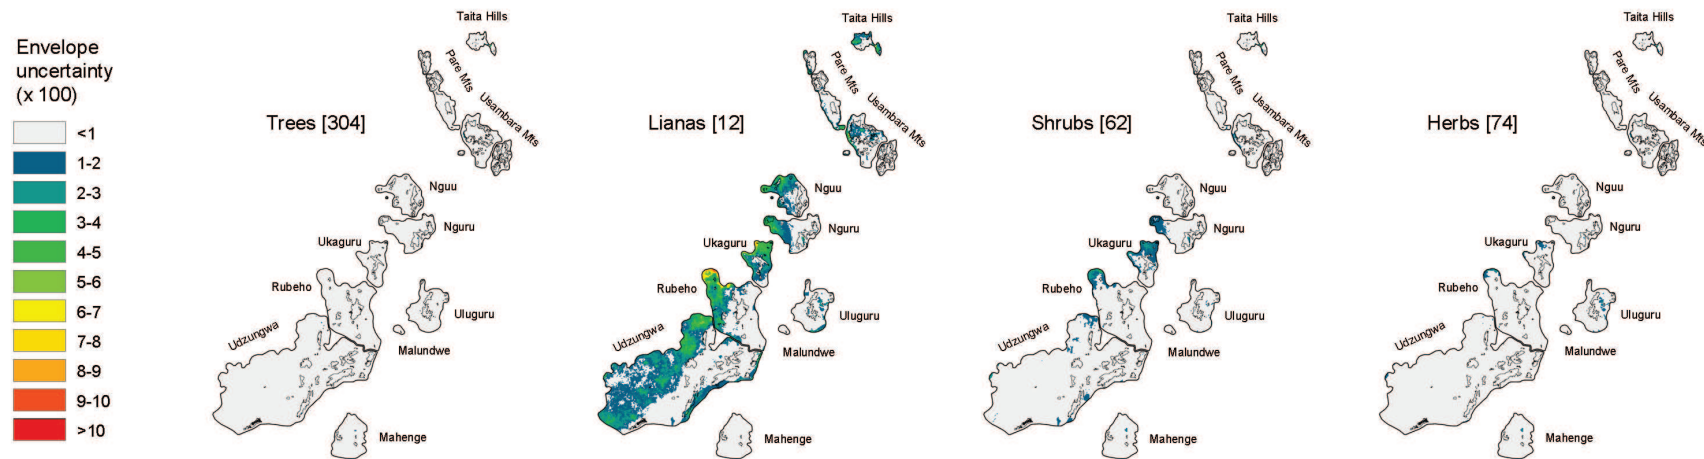 Envelope
uncertainty
(x 100)
<1
1-2
2-3
3-4
4-5
5-6
6-7
7-8
8-9
9-10
>10
Trees [304]
Taita Hills
Pare Mts
Usambara Mts
Nguu
Nguru
Ukaguru
Rubeho
Uluguru
Udzungwa
Malundwe
Mahenge
Lianas [12]
Taita Hills
Pare Mts
Usambara Mts
Nguu
Nguru
Ukaguru
Rubeho
Uluguru
Udzungwa
Malundwe
Mahenge
Shrubs [62]
Taita Hills
Pare Mts
Usambara Mts
Nguu
Nguru
Ukaguru
Rubeho
Uluguru
Udzungwa
Malundwe
Mahenge
Herbs [74]
Taita Hills
Pare Mts
Usambara Mts
Nguu
Nguru
Ukaguru
Rubeho
Uluguru
Udzungwa
Malundwe
Mahenge